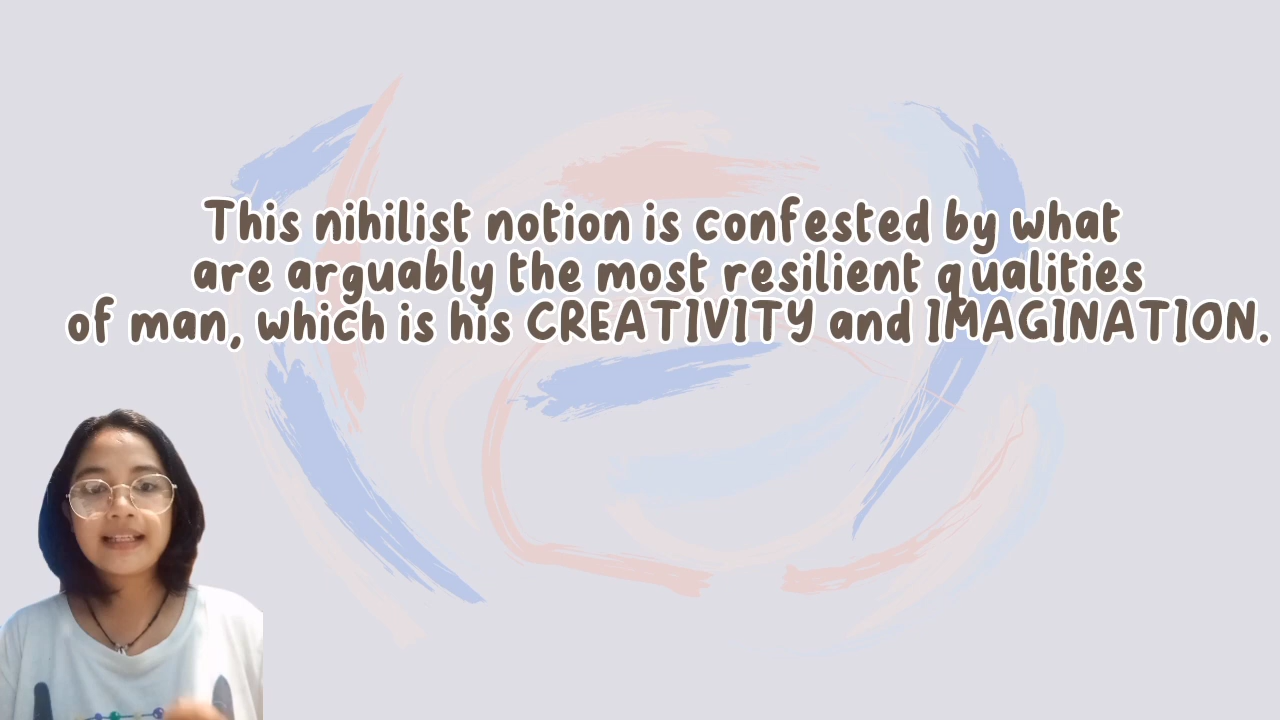 This nihilist notion is confested by what
are arguably the most resilient qualities
of man, which is his CREATIVITY and IMAGINATION.